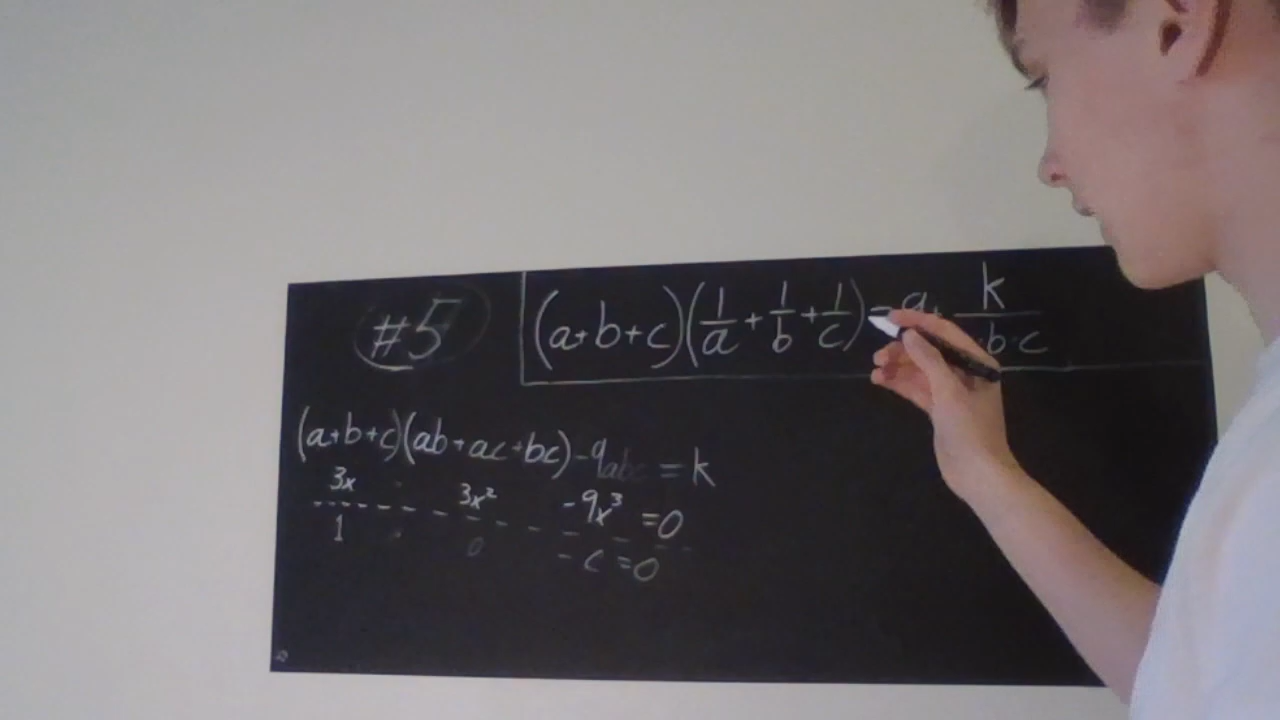 #5
(a+b+c)(1/a + 1/b + 1/c) = 9+ k/·b·c
(a+b+c)(ab+ac+bc)-9abc = k
3x · 3x² -9x³ =0
1 · 0 - c =0